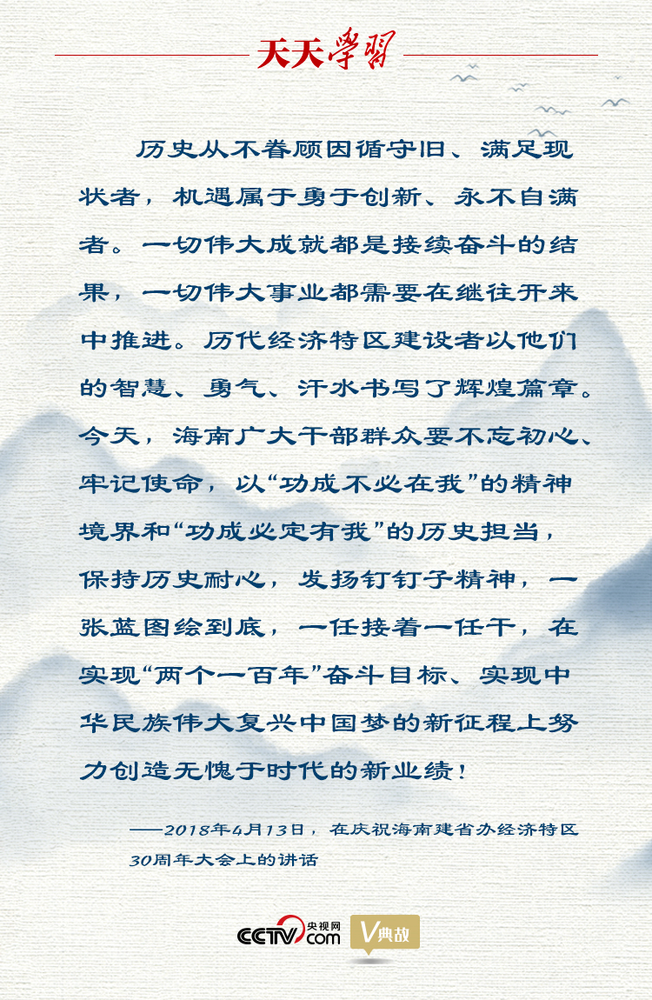 天天學習
历史从不眷顾因循守旧、满足现
状者，机遇属于勇于创新、永不自满
者。一切伟大成就都是接续奋斗的结
果，一切伟大事业都需要在继往开来
中推进。历代经济特区建设者以他们
的智慧、勇气、汗水书写了辉煌篇章。
今天，海南广大干部群众要不忘初心、
牢记使命，以“功成不必在我”的精神
境界和“功成必定有我”的历史担当，
保持历史耐心，发扬钉钉子精神，一
张蓝图绘到底，一任接着一任干，在
实现“两个一百年”奋斗目标、实现中
华民族伟大复兴中国梦的新征程上努
力创造无愧于时代的新业绩！
——2018年4月13日，在庆祝海南建省办经济特区
30周年大会上的讲话
CCTV央视网com V典故